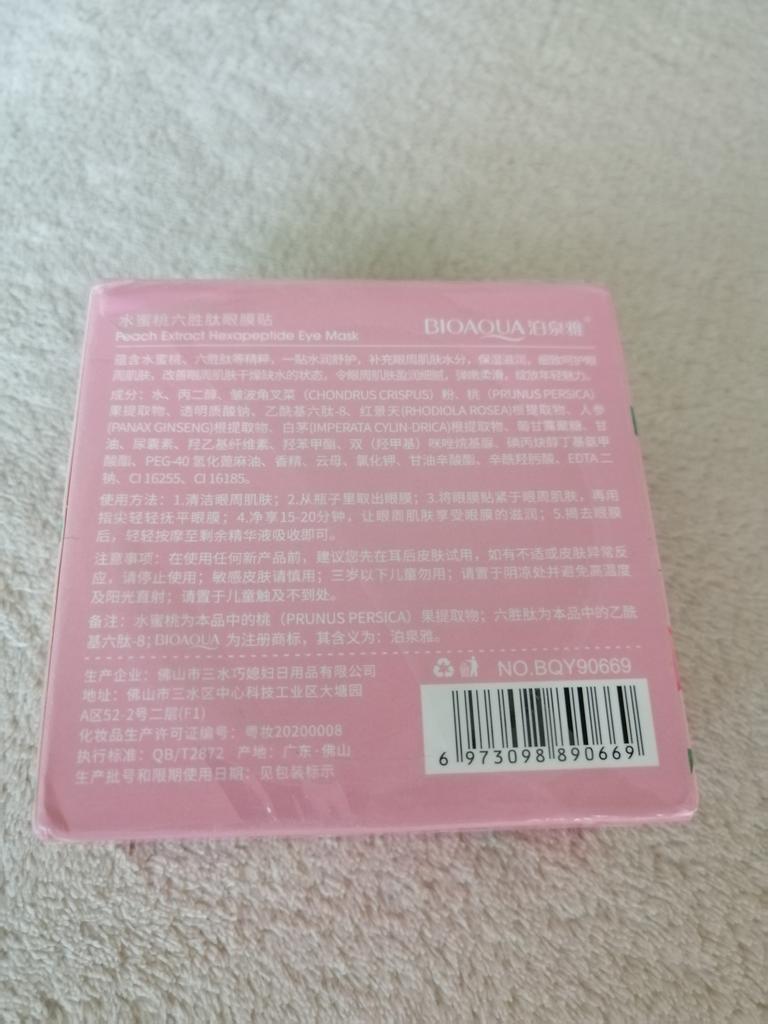 水蜜桃六胜肽眼膜贴
Peach Extract Hexapeptide Eye Mask
BIOAQUA 泊泉雅®
蕴含水蜜桃、六胜肽等精粹，一贴水润舒护，补充眼周肌肤水分，保湿滋润，细致呵护眼
周肌肤，改善眼周肌肤干燥缺水的状态，令眼周肌肤盈润细腻，弹嫩柔滑，绽放年轻魅力。
成分：水、丙二醇、皱波角叉菜（CHONDRUS CRISPUS）粉、桃（PRUNUS PERSICA）
果提取物、透明质酸钠、乙酰基六肽-8、红景天(RHODIOLA ROSEA)根提取物、人参
(PANAX GINSENG)根提取物、白茅(IMPERATA CYLIN-DRICA)根提取物、葡甘露聚糖、甘
油、尿囊素、羟乙基纤维素、羟苯甲酯、双（羟甲基）咪唑烷基脲、碘丙炔醇丁基氨甲
酸酯、PEG-40 氢化蓖麻油、香精、云母、氯化钾、甘油辛酸酯、辛酰羟肟酸、EDTA 二
钠、CI 16255、CI 16185。
使用方法：1.清洁眼周肌肤；2.从瓶子里取出眼膜；3.将眼膜贴紧于眼周肌肤，再用
指尖轻轻抚平眼膜；4.净享15-20分钟，让眼周肌肤享受眼膜的滋润；5.揭去眼膜
后，轻轻按摩至剩余精华液吸收即可。
注意事项：在使用任何新产品前，建议您先在耳后皮肤试用，如有不适或皮肤异常反
应，请停止使用；敏感皮肤请慎用；三岁以下儿童勿用；请置于阴凉处并避免高温度
及阳光直射；请置于儿童触及不到处。
备注：水蜜桃为本品中的桃（PRUNUS PERSICA）果提取物；六胜肽为本品中的乙酰
基六肽-8；BIOAQUA 为注册商标，其含义为：泊泉雅。
生产企业：佛山市三水巧媳妇日用品有限公司
地址：佛山市三水区中心科技工业区大塘园
A区52-2号二层(F1)
化妆品生产许可证编号：粤妆20200008
执行标准：QB/T2872 产地：广东·佛山
生产批号和限期使用日期：见包装标示
NO.BQY90669
6 973098 890669